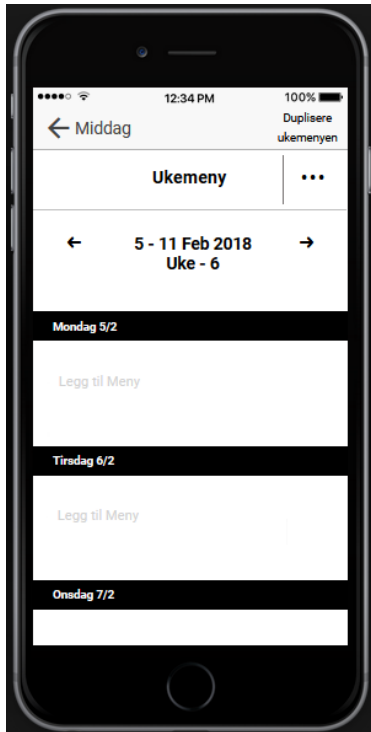 12:34 PM
100%
Middag
Duplisere
ukemenyen
Ukemeny
5 - 11 Feb 2018
Uke - 6
Mondag 5/2
Legg til Meny
Tirsdag 6/2
Legg til Meny
Onsdag 7/2